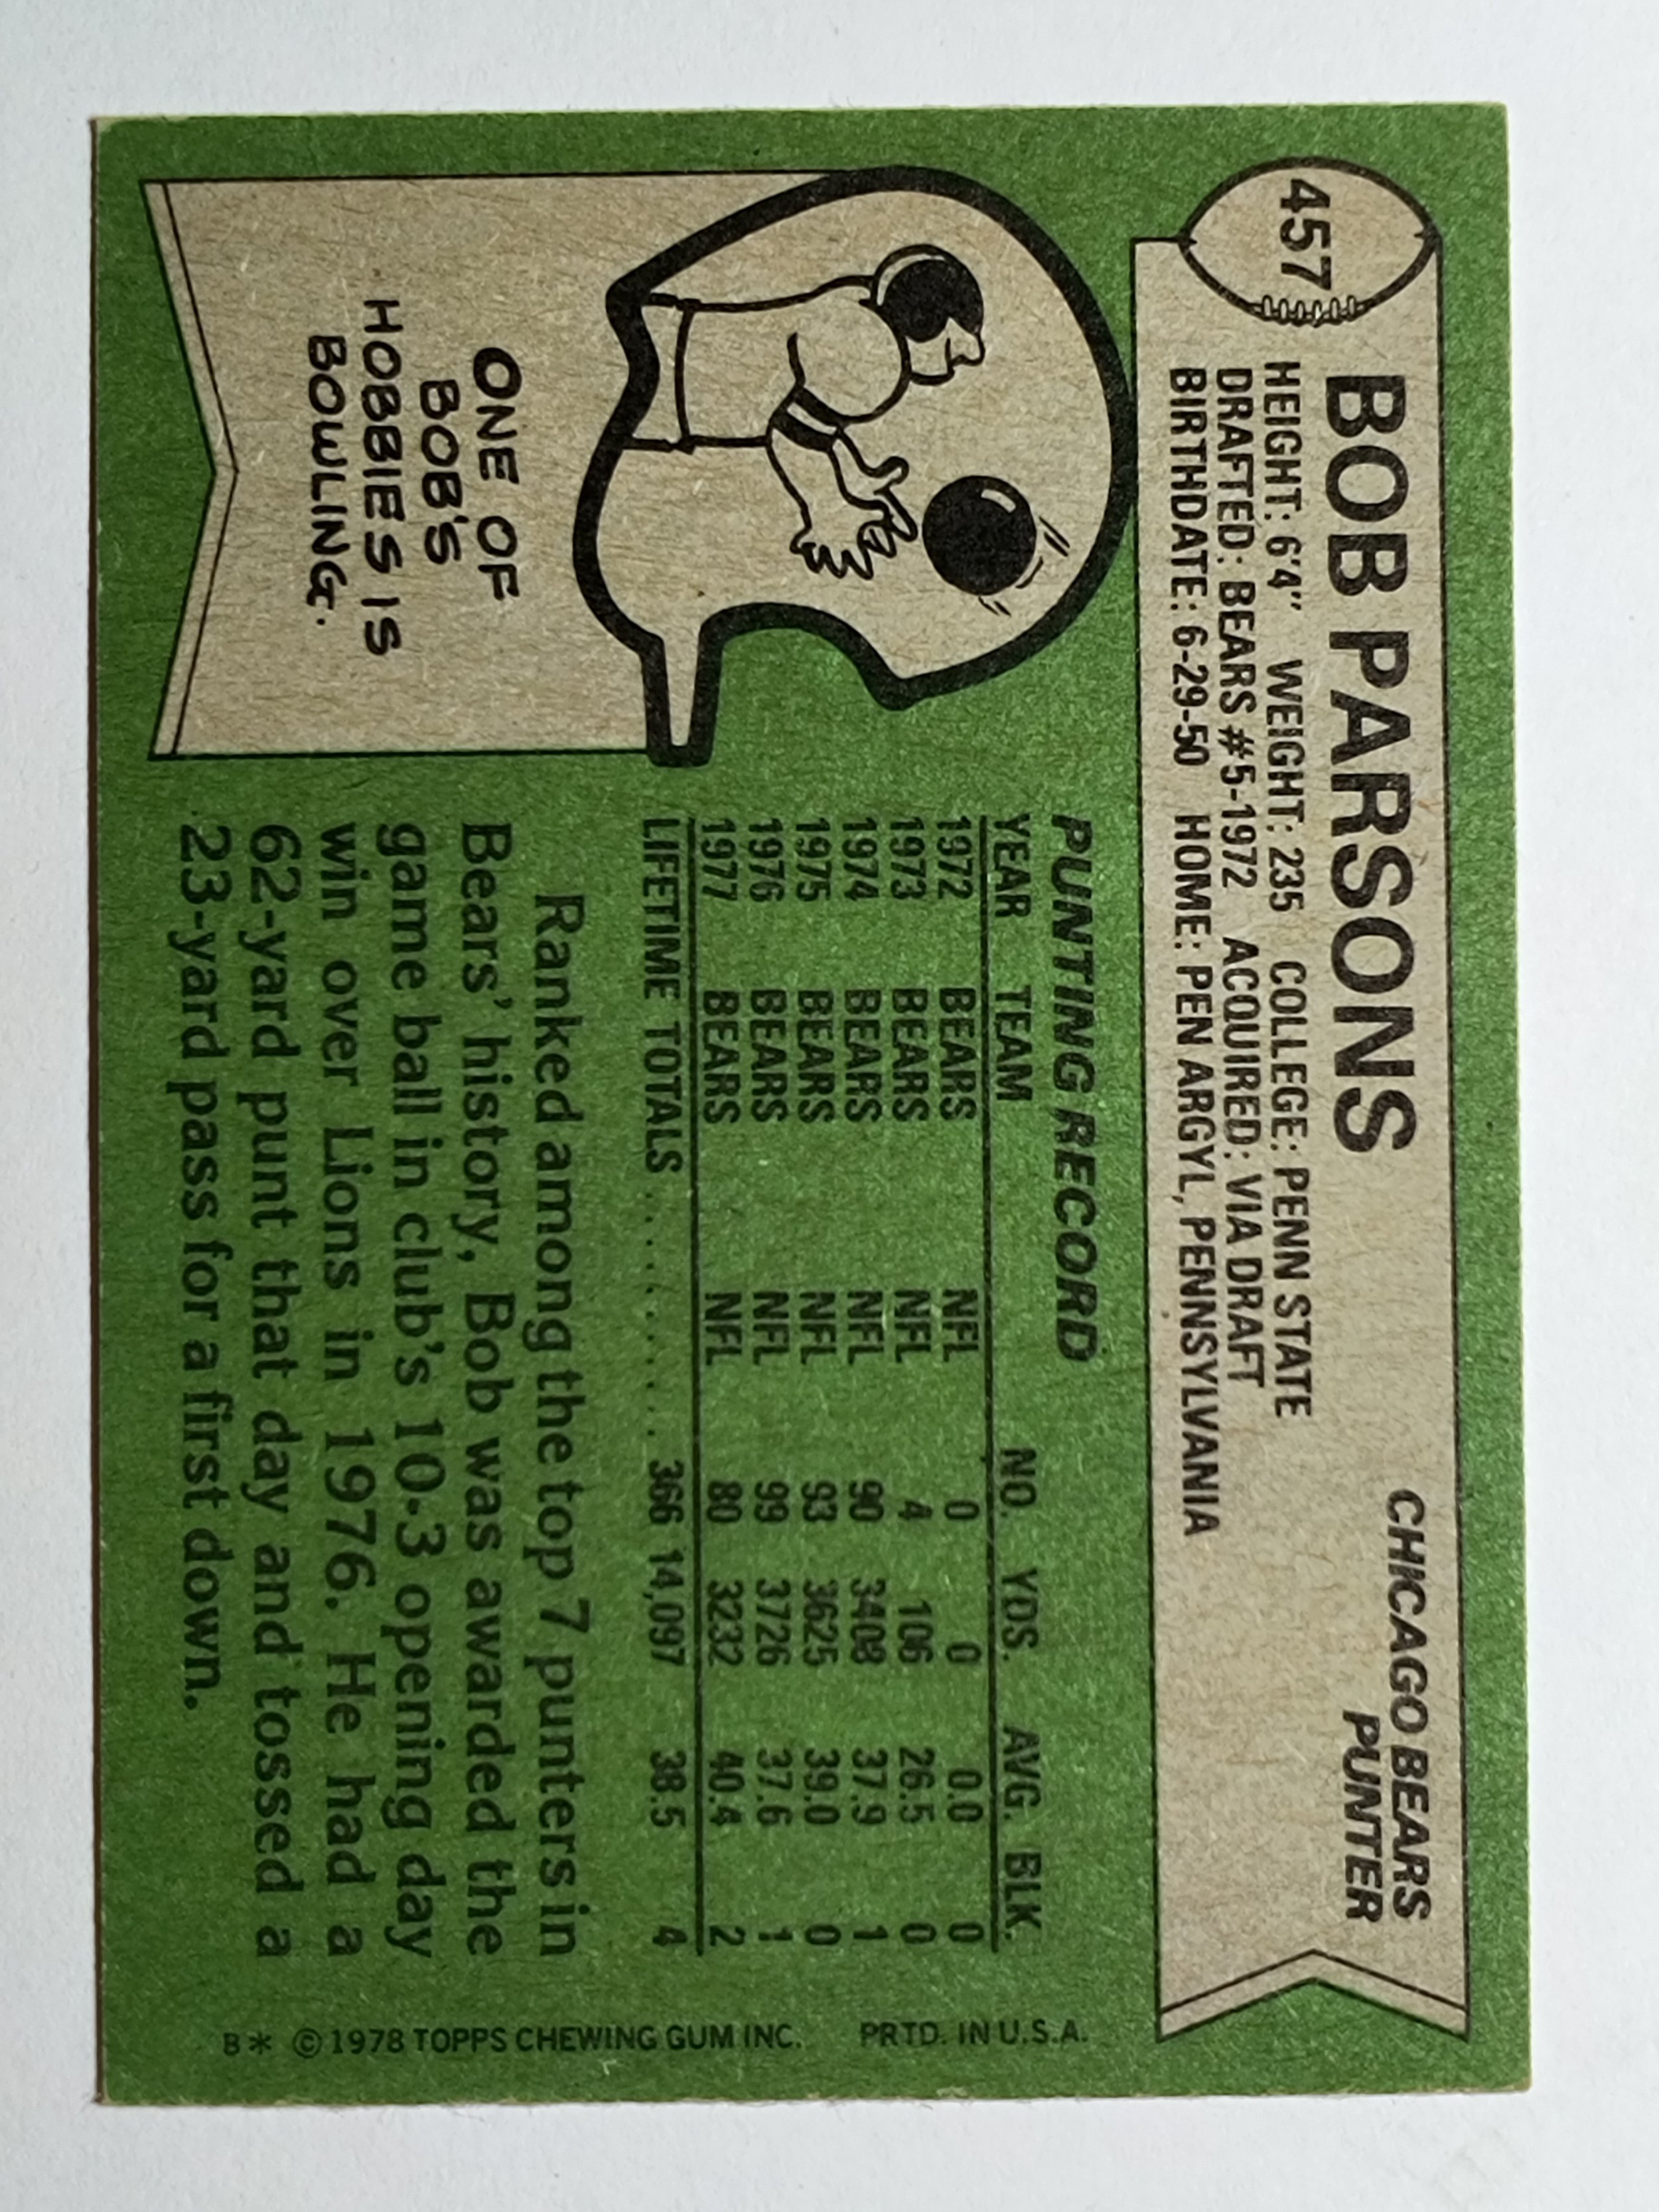 457
BOB PARSONS
CHICAGO BEARS
PUNTER
HEIGHT: 6'4" WEIGHT: 235 COLLEGE: PENN STATE
DRAFTED: BEARS #5-1972 ACQUIRED: VIA DRAFT
BIRTHDATE: 6-29-50 HOME: PEN ARGYL, PENNSYLVANIA
ONE OF
BOB'S
HOBBIES IS
BOWLING.
PUNTING RECORD
YEAR TEAM NO. YDS. AVG. BLK.
1972 BEARS NFL 0 0 0.0 0
1973 BEARS NFL 4 106 26.5 0
1974 BEARS NFL 90 3408 37.9 1
1975 BEARS NFL 93 3625 39.0 0
1976 BEARS NFL 99 3726 37.6 1
1977 BEARS NFL 80 3232 40.4 2
LIFETIME TOTALS ......... 366 14,097 38.5 4
Ranked among the top 7 punters in
Bears' history, Bob was awarded the
game ball in club's 10-3 opening day
win over Lions in 1976. He had a
62-yard punt that day and tossed a
23-yard pass for a first down.
B* © 1978 TOPPS CHEWING GUM INC. PRTD. IN U.S.A.